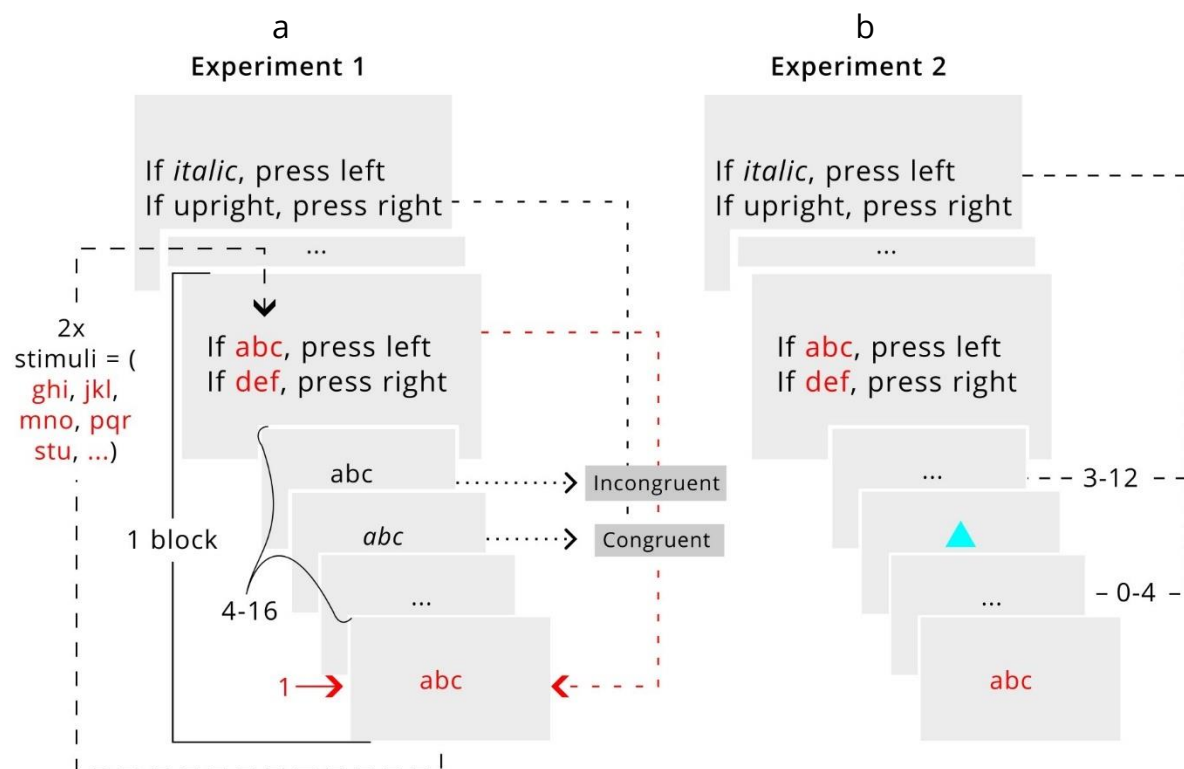 a
Experiment 1
If italic, press left
If upright, press right
...
2x
stimuli = (
ghi, jkl,
mno, pqr
stu, ...)
If abc, press left
If def, press right
abc
Incongruent
abc
Congruent
1 block
4-16
...
1
abc
b
Experiment 2
If italic, press left
If upright, press right
...
If abc, press left
If def, press right
...
3-12
...
0-4
abc